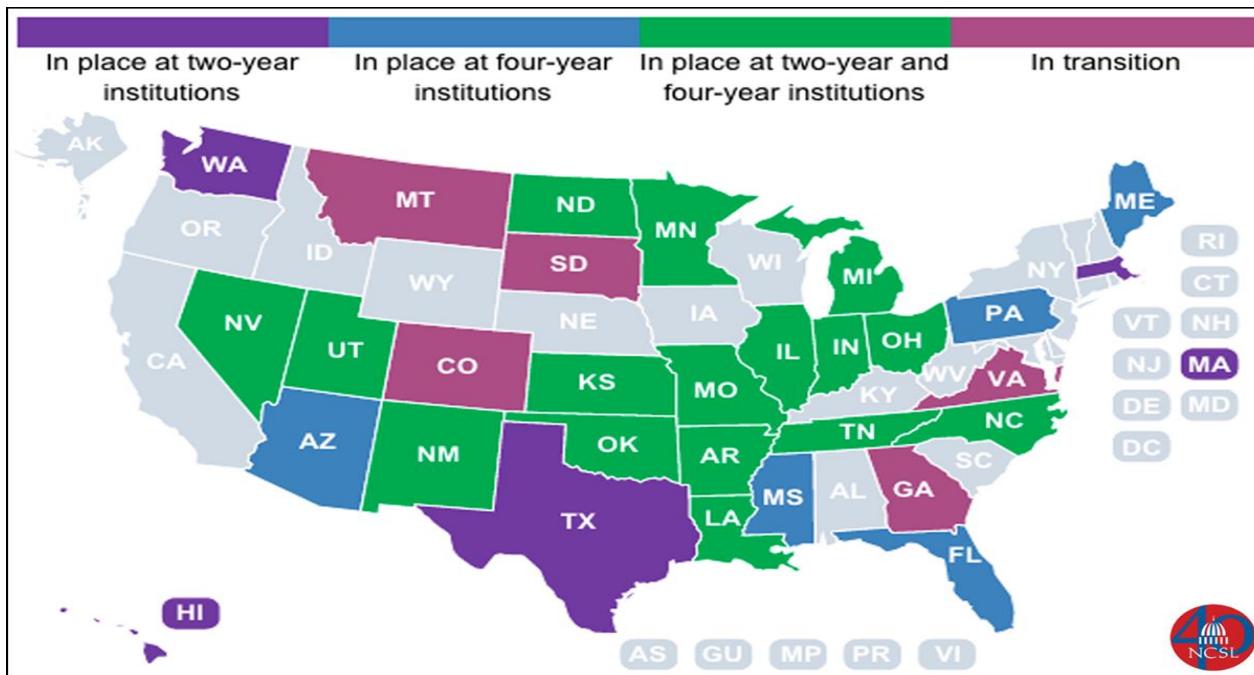 In place at two-year
institutions
In place at four-year
institutions
In place at two-year and
four-year institutions
In transition
AK
WA
MT
ND
MN
ME
OR
ID
SD
WI
NY
RI
WY
MI
CT
NV
NE
IA
PA
VT
NH
UT
CO
IL
IN
OH
CA
KS
MO
WV
VA
NJ
MA
KY
DE
MD
AZ
NM
OK
AR
TN
NC
DC
SC
TX
MS
AL
GA
LA
FL
HI
AS
GU
MP
PR
VI
40
NCSL